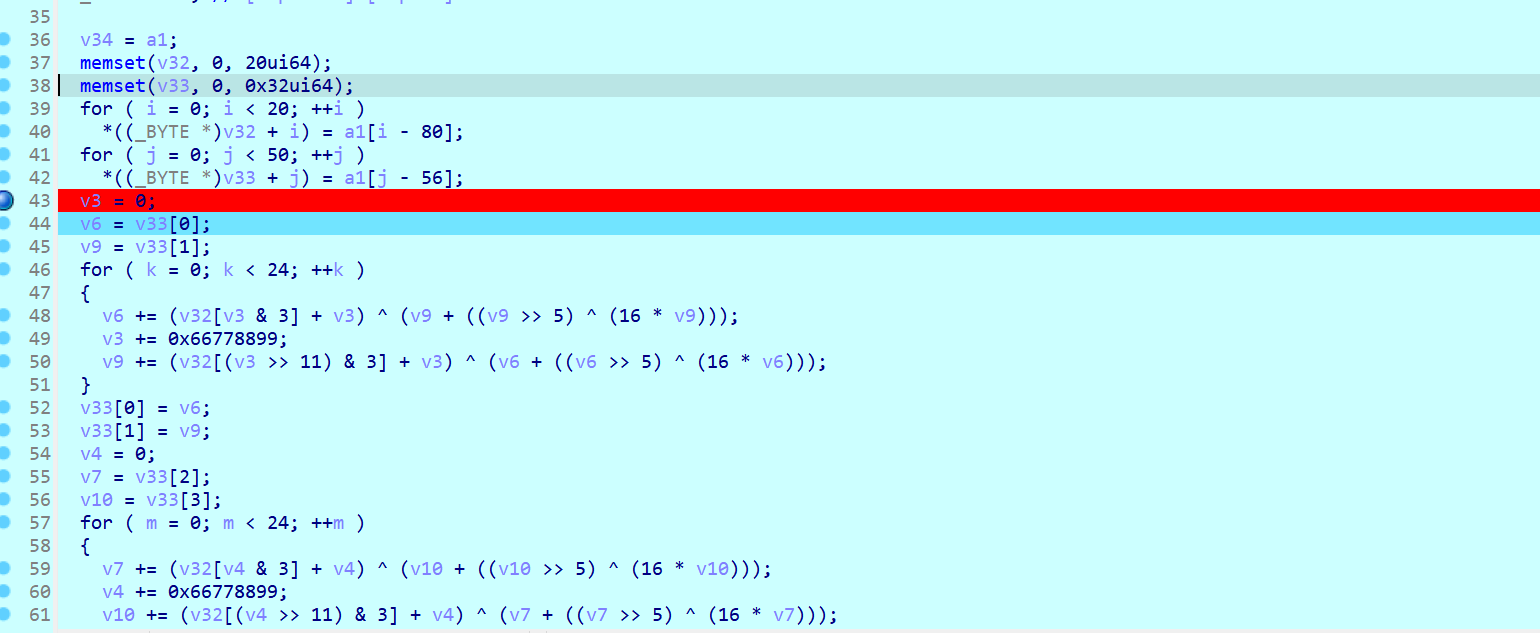 35
36 v34 = a1;
37 memset(v32, 0, 20ui64);
38 memset(v33, 0, 0x32ui64);
39 for ( i = 0; i < 20; ++i )
40 *((_BYTE *)v32 + i) = a1[i - 80];
41 for ( j = 0; j < 50; ++j )
42 *((_BYTE *)v33 + j) = a1[j - 56];
43 v3 = 0;
44 v6 = v33[0];
45 v9 = v33[1];
46 for ( k = 0; k < 24; ++k )
47 {
48 v6 += (v32[v3 & 3] + v3) ^ (v9 + ((v9 >> 5) ^ (16 * v9)));
49 v3 += 0x66778899;
50 v9 += (v32[(v3 >> 11) & 3] + v3) ^ (v6 + ((v6 >> 5) ^ (16 * v6)));
51 }
52 v33[0] = v6;
53 v33[1] = v9;
54 v4 = 0;
55 v7 = v33[2];
56 v10 = v33[3];
57 for ( m = 0; m < 24; ++m )
58 {
59 v7 += (v32[v4 & 3] + v4) ^ (v10 + ((v10 >> 5) ^ (16 * v10)));
60 v4 += 0x66778899;
61 v10 += (v32[(v4 >> 11) & 3] + v4) ^ (v7 + ((v7 >> 5) ^ (16 * v7)));